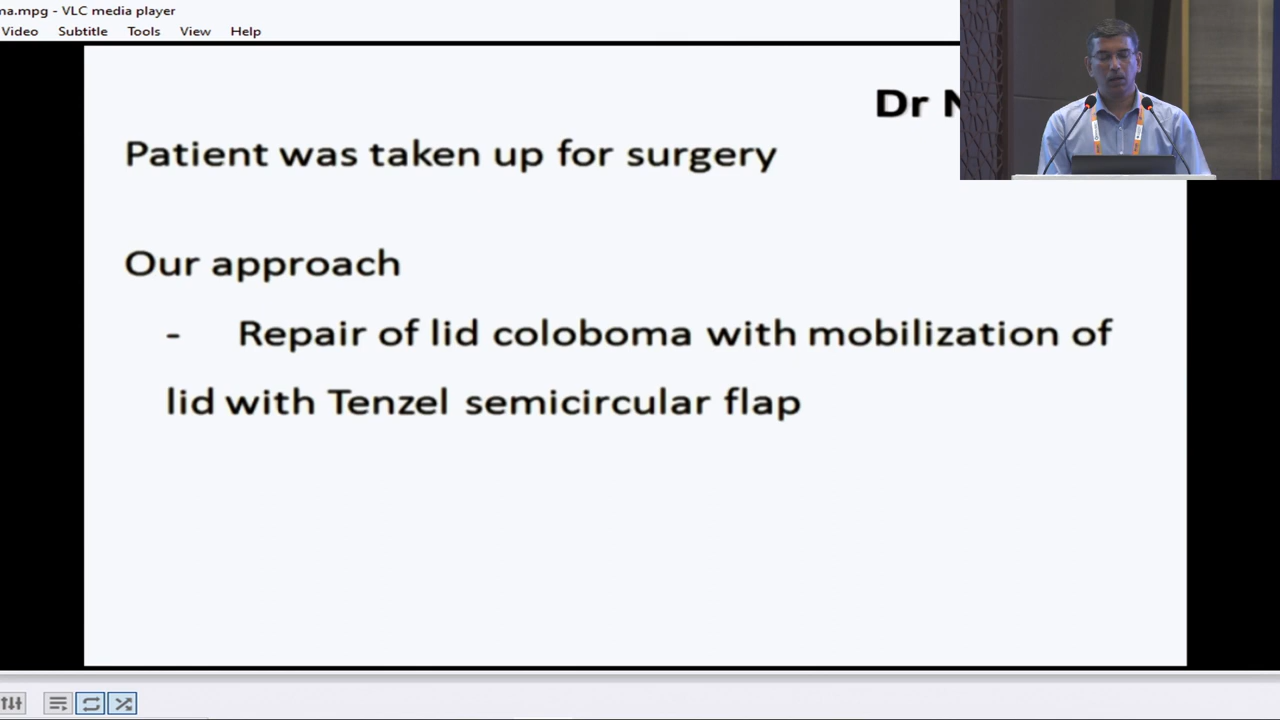 ma.mpg - VLC media player
Video Subtitle Tools View Help
Dr
Patient was taken up for surgery
Our approach
- Repair of lid coloboma with mobilization of
lid with Tenzel semicircular flap